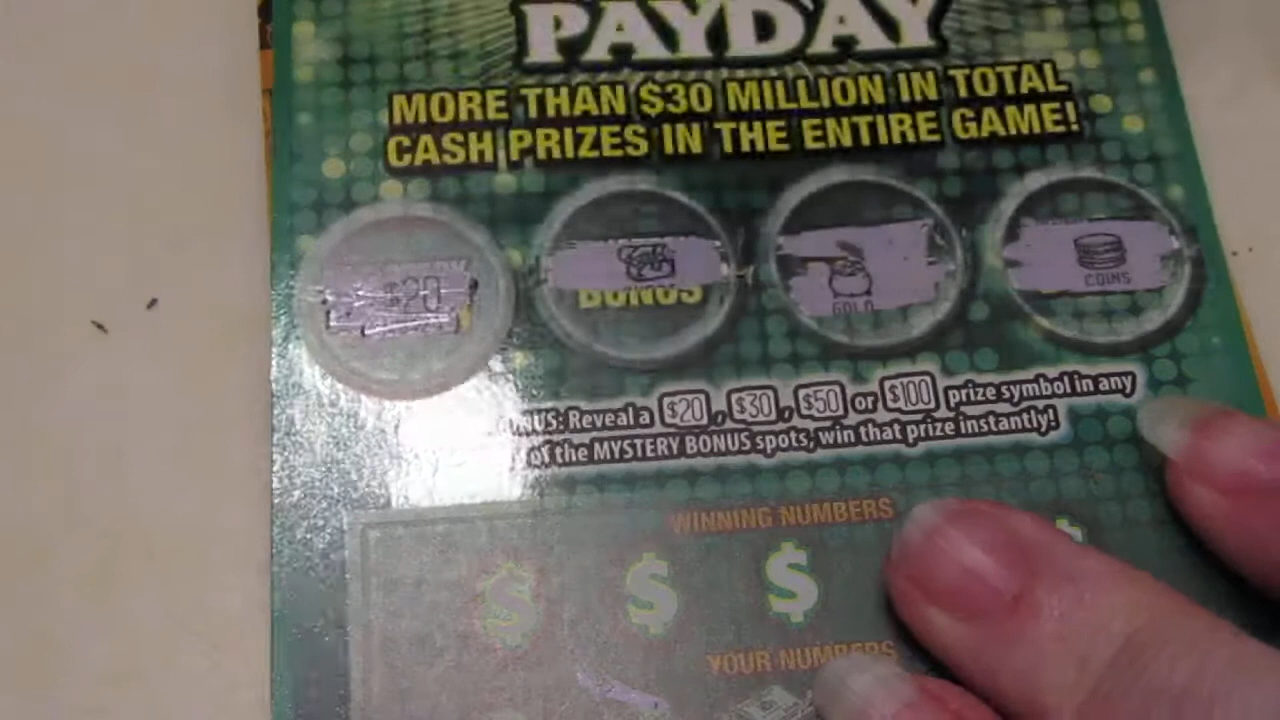 PAYDAY
MORE THAN $30 MILLION IN TOTAL
CASH PRIZES IN THE ENTIRE GAME!
$20
BONUS
GOLD
COINS
BONUS: Reveal a $20, $30, $50 or $100 prize symbol in any
of the MYSTERY BONUS spots, win that prize instantly!
WINNING NUMBERS
$ $ $ $
YOUR NUMBERS